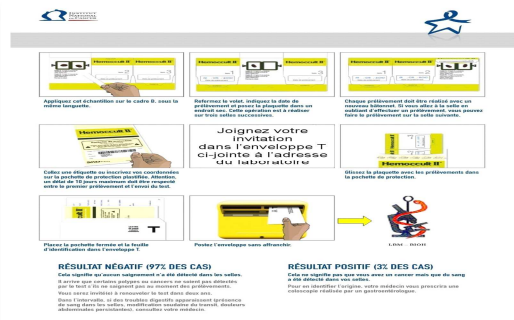 INSTITUT
NATIONAL
DU CANCER
Hemoccult II
Hemoccult II
Hemoccult II
Appliquez cet échantillon sur le cadre B, sous la
même languette.
Refermez le volet, indiquez la date de
prélèvement et posez la plaquette dans un
endroit sec. Cette opération est à réaliser
sur trois selles successives.
Chaque prélèvement doit être réalisé avec un
nouveau bâtonnet. Si vous allez à la selle en
oubliant d'effectuer un prélèvement, vous pouvez
faire le prélèvement sur la selle suivante.
Hemoccult II
Joignez votre
invitation
dans l'enveloppe T
ci-jointe à l'adresse
du laboratoire
Collez une étiquette ou inscrivez vos coordonnées
sur la pochette de protection plastifiée. Attention,
un délai de 10 jours maximum doit être respecté
entre le premier prélèvement et l'envoi du test.
Glissez la plaquette avec les prélèvements dans
la pochette de protection.
T
LBM - BIOH
Placez la pochette fermée et la feuille
d'identification dans l'enveloppe T.
Postez l'enveloppe sans affranchir.
RÉSULTAT NÉGATIF (97% DES CAS)
Cela signifie qu'aucun saignement n'a été détecté dans les selles.
Il arrive que certains polypes ou cancers ne soient pas détectés
par le test s'ils ne saignent pas au moment des prélèvements.
Vous serez invité(e) à renouveler le test dans deux ans.
Dans l'intervalle, si des troubles digestifs apparaissent (présence
de sang dans les selles, modification soudaine du transit, douleurs
abdominales persistantes), consultez votre médecin.
RÉSULTAT POSITIF (3% DES CAS)
Cela ne signifie pas que vous avez un cancer mais que du sang
a été détecté dans vos selles.
Pour en identifier l'origine, votre médecin vous prescrira une
coloscopie réalisée par un gastroentérologue.